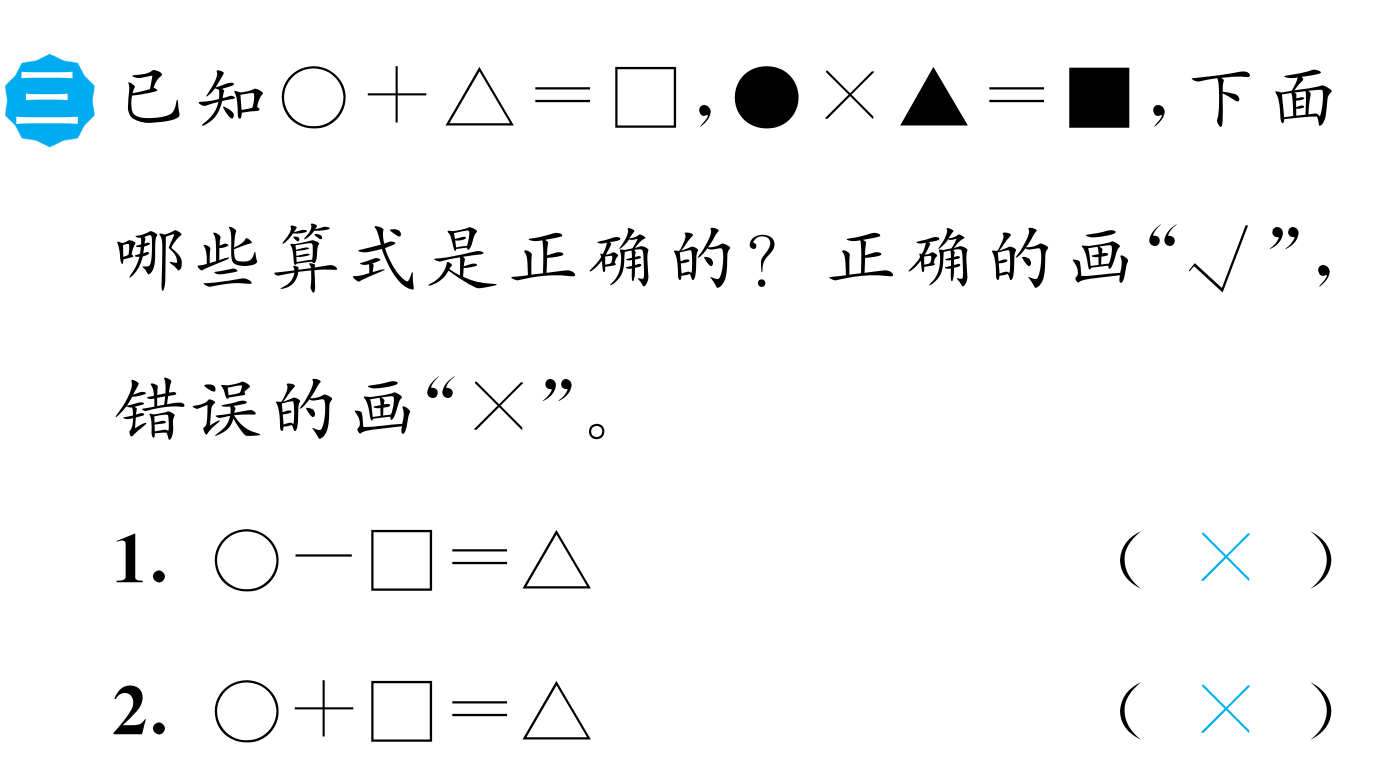 三 已知○+△=□,●×▲=■,下面
哪些算式是正确的?正确的画“√”,
错误的画“×”。
1. ○-□=△ ( × )
2. ○+□=△ ( × )